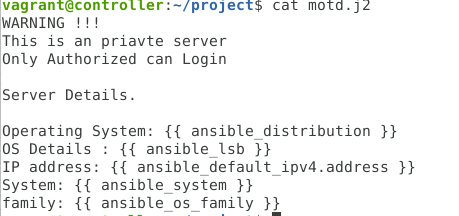 vagrant@controller:~/project$ cat motd.j2
WARNING !!!
This is an priavte server
Only Authorized can Login
Server Details.
Operating System: {{ ansible_distribution }}
OS Details : {{ ansible_lsb }}
IP address: {{ ansible_default_ipv4.address }}
System: {{ ansible_system }}
family: {{ ansible_os_family }}